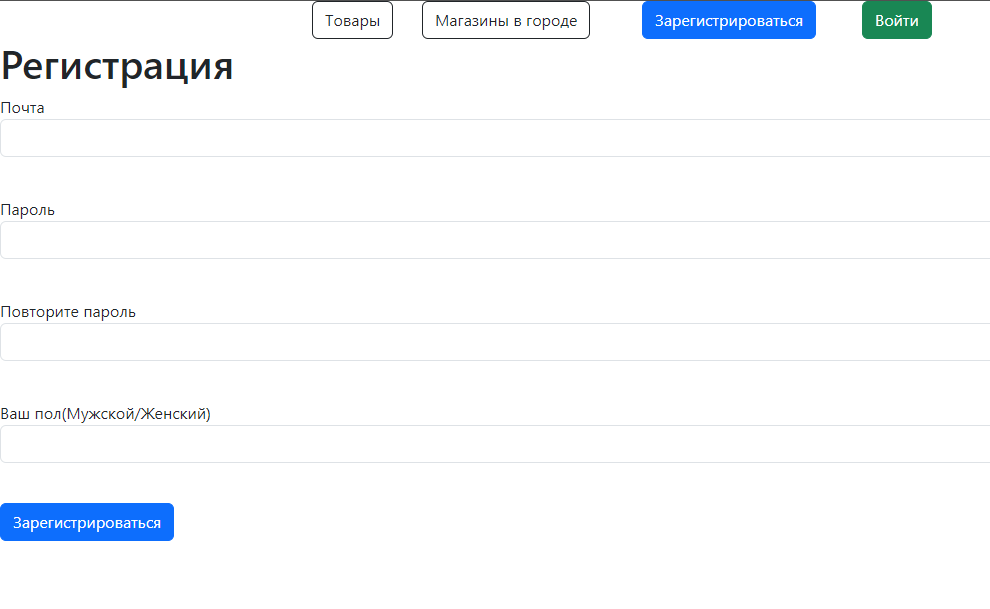 Товары Магазины в городе Зарегистрироваться Войти
Регистрация
Почта
Пароль
Повторите пароль
Ваш пол(Мужской/Женский)
Зарегистрироваться